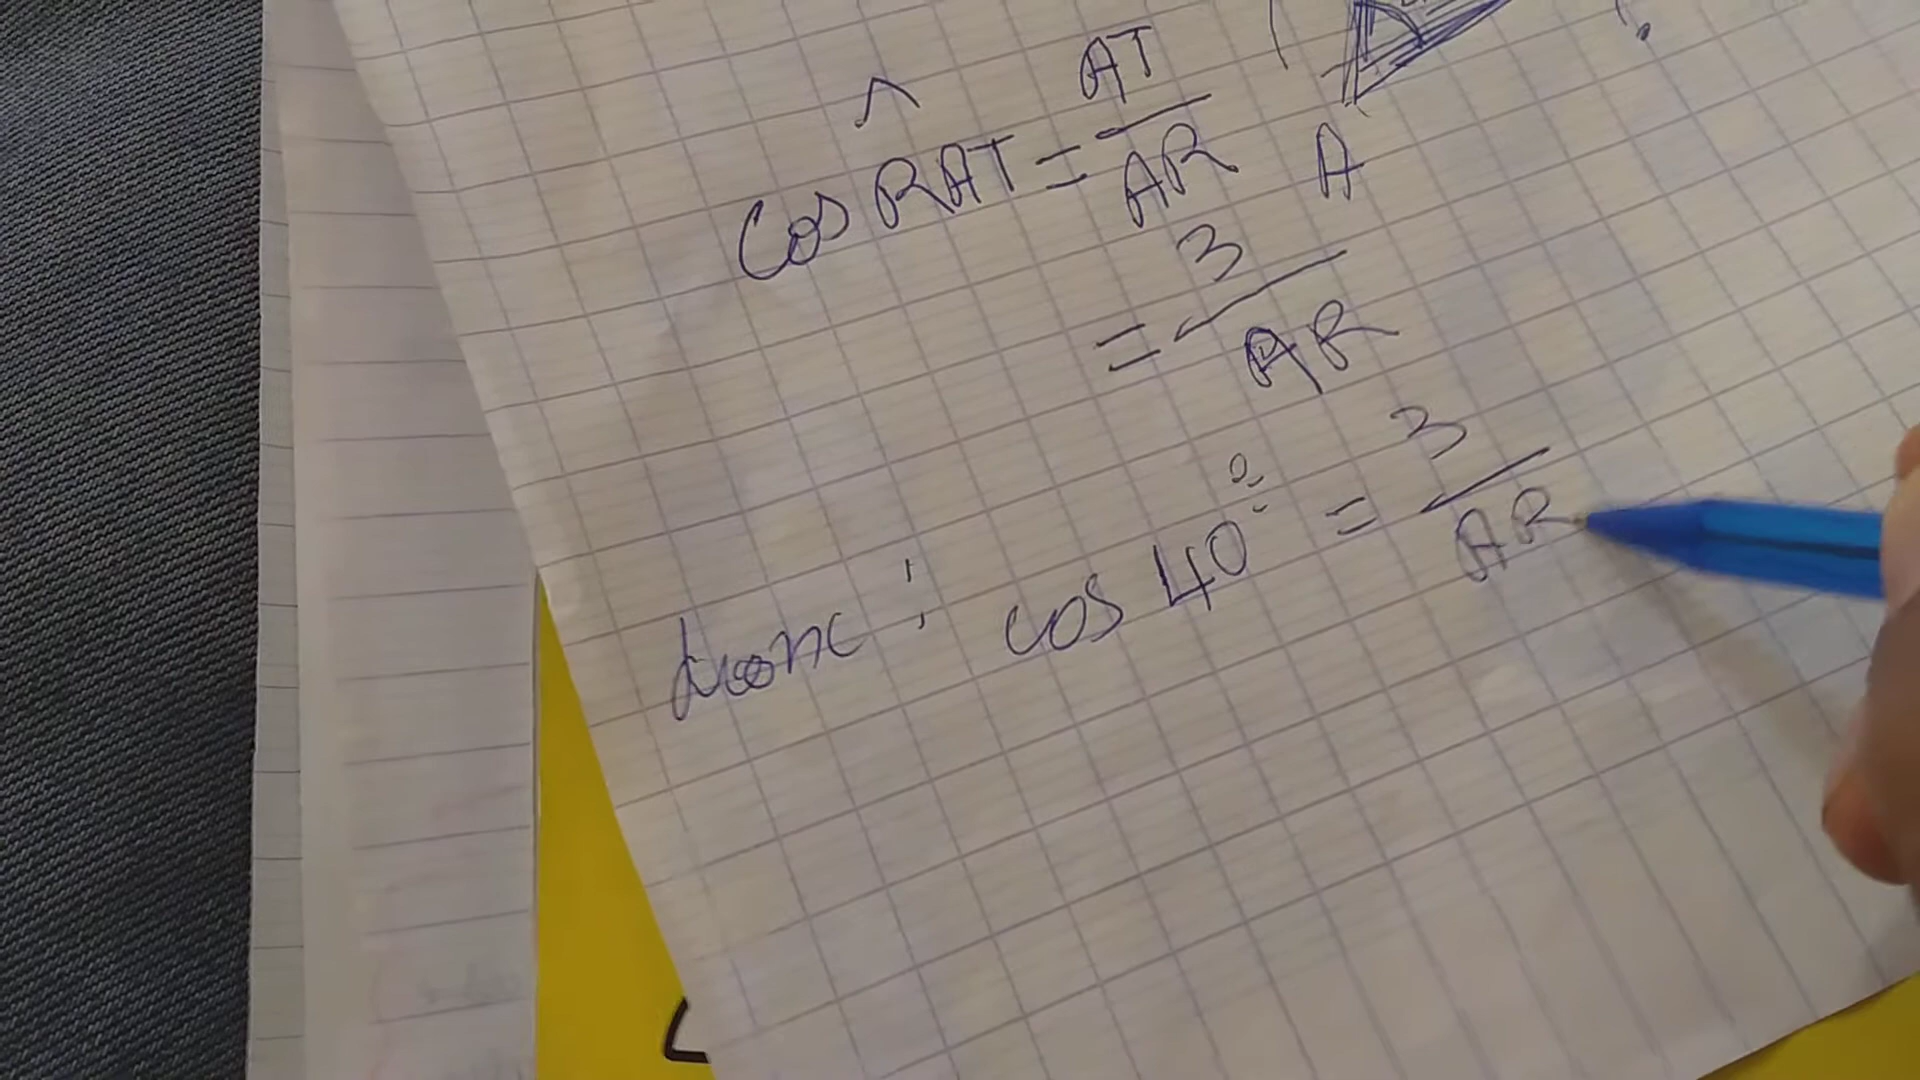 cos RAT̂ = AT/AR
A
= 3/AR
donc : cos 40° = 3/AR